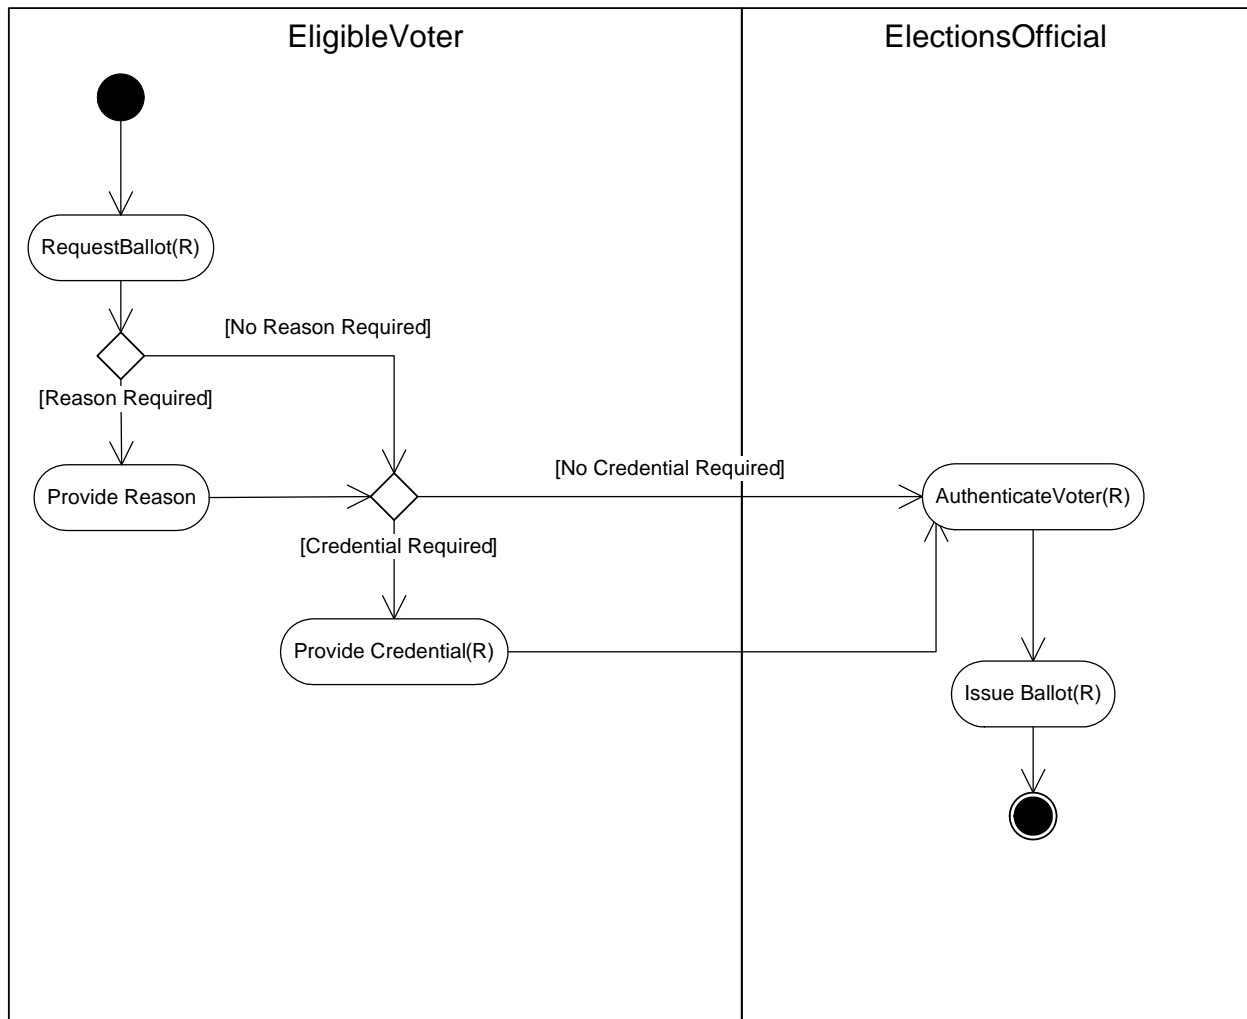 EligibleVoter
ElectionsOfficial
RequestBallot(R)
[No Reason Required]
[Reason Required]
Provide Reason
[No Credential Required]
AuthenticateVoter(R)
[Credential Required]
Provide Credential(R)
Issue Ballot(R)